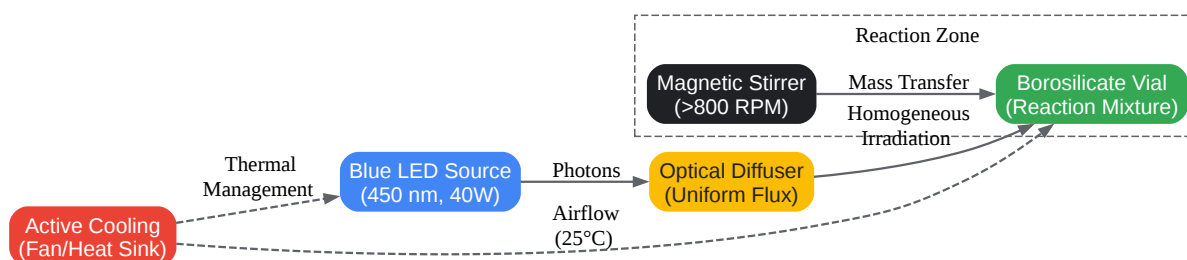 Reaction Zone
Magnetic Stirrer
(>800 RPM)
Mass Transfer
Borosilicate Vial
(Reaction Mixture)
Homogeneous
Irradiation
Thermal
Management
Blue LED Source
(450 nm, 40W)
Photons
Optical Diffuser
(Uniform Flux)
Active Cooling
(Fan/Heat Sink)
Airflow
(25°C)